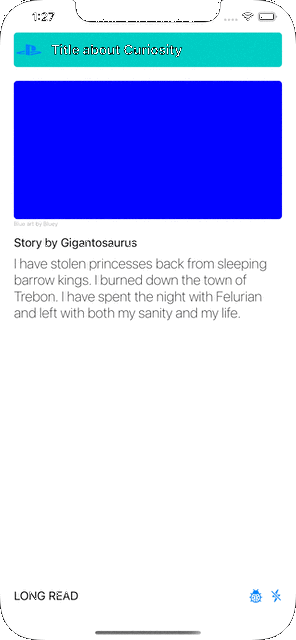 1:27
Title about Curiosity
Blue Art By Bluey
Story by Gigantosaurus
I have stolen princesses back from sleeping
barrow kings. I burned down the town of
Trebon. I have spent the night with Felurian
and left with both my sanity and my life.
LONG READ